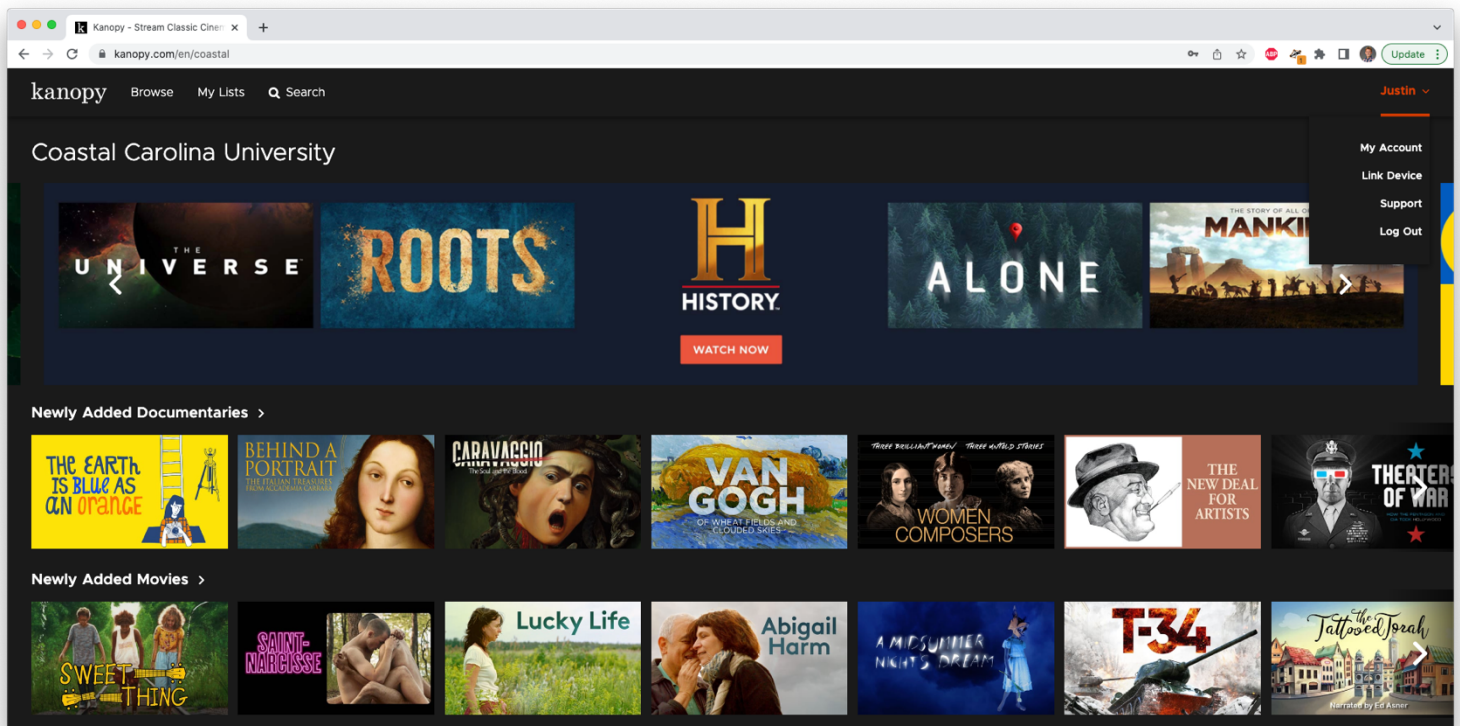 Kanopy - Stream Classic Cinem
kanopy.com/en/coastal
ABP
1
Update
kanopy
Browse
My Lists
Search
Justin
My Account
Link Device
Support
Log Out
Coastal Carolina University
THE
UNIVERSE
ROOTS
H
HISTORY
WATCH NOW
ALONE
THE STORY OF ALL O
MANKI
Newly Added Documentaries >
THE EARTH
IS BLUE AS
AN ORANGE
BEHIND A
PORTRAIT
THE ITALIAN TREASURES
FROM ACCADEMIA CARRARA
CARAVAGGIO
The Soul and the Blood
VAN
GOGH
OF WHEAT FIELDS AND
CLOUDED SKIES
THREE BRILLIANT WOMEN THREE UNTOLD STORIES
WOMEN
COMPOSERS
THE
NEW DEAL
FOR
ARTISTS
THEATERS
OF WAR
Newly Added Movies >
SWEET
THING
SAINT-
NARCISSE
Lucky Life
Abigail
Harm
A MIDSUMMER
NIGHT'S DREAM
T-34
the
Tattooed Torah
Narrated by Ed Asner